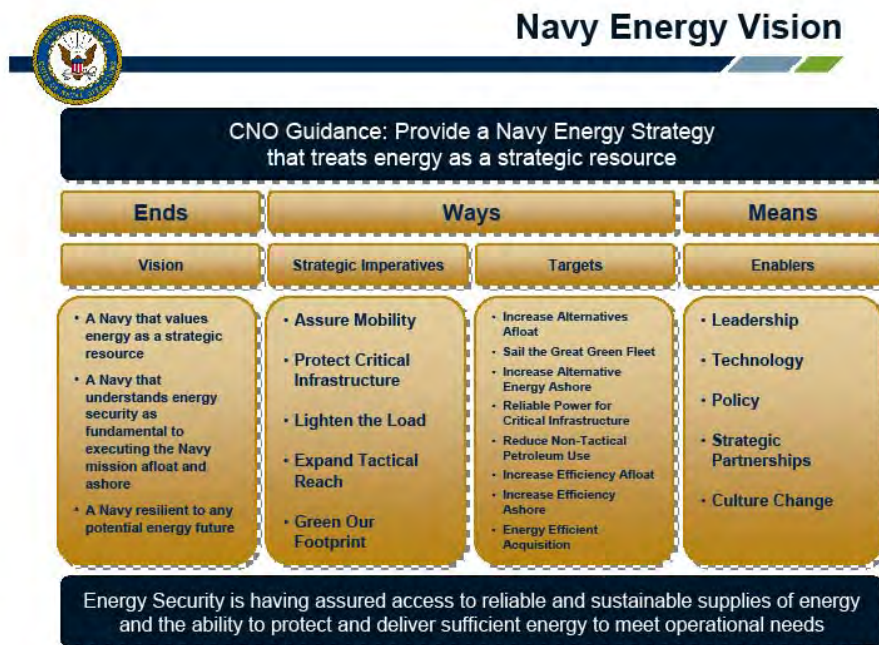 Navy Energy Vision
CNO Guidance: Provide a Navy Energy Strategy
that treats energy as a strategic resource
Ends
Ways
Means
Vision
Strategic Imperatives
Targets
Enablers
• A Navy that values
energy as a strategic
resource
• A Navy that
understands energy
security as
fundamental to
executing the Navy
mission afloat and
ashore
• A Navy resilient to any
potential energy future
• Assure Mobility
• Protect Critical
Infrastructure
• Lighten the Load
• Expand Tactical
Reach
• Green Our
Footprint
• Increase Alternatives
Afloat
• Sail the Great Green Fleet
• Increase Alternative
Energy Ashore
• Reliable Power for
Critical Infrastructure
• Reduce Non-Tactical
Petroleum Use
• Increase Efficiency Afloat
• Increase Efficiency
Ashore
• Energy Efficient
Acquisition
• Leadership
• Technology
• Policy
• Strategic
Partnerships
• Culture Change
Energy Security is having assured access to reliable and sustainable supplies of energy
and the ability to protect and deliver sufficient energy to meet operational needs